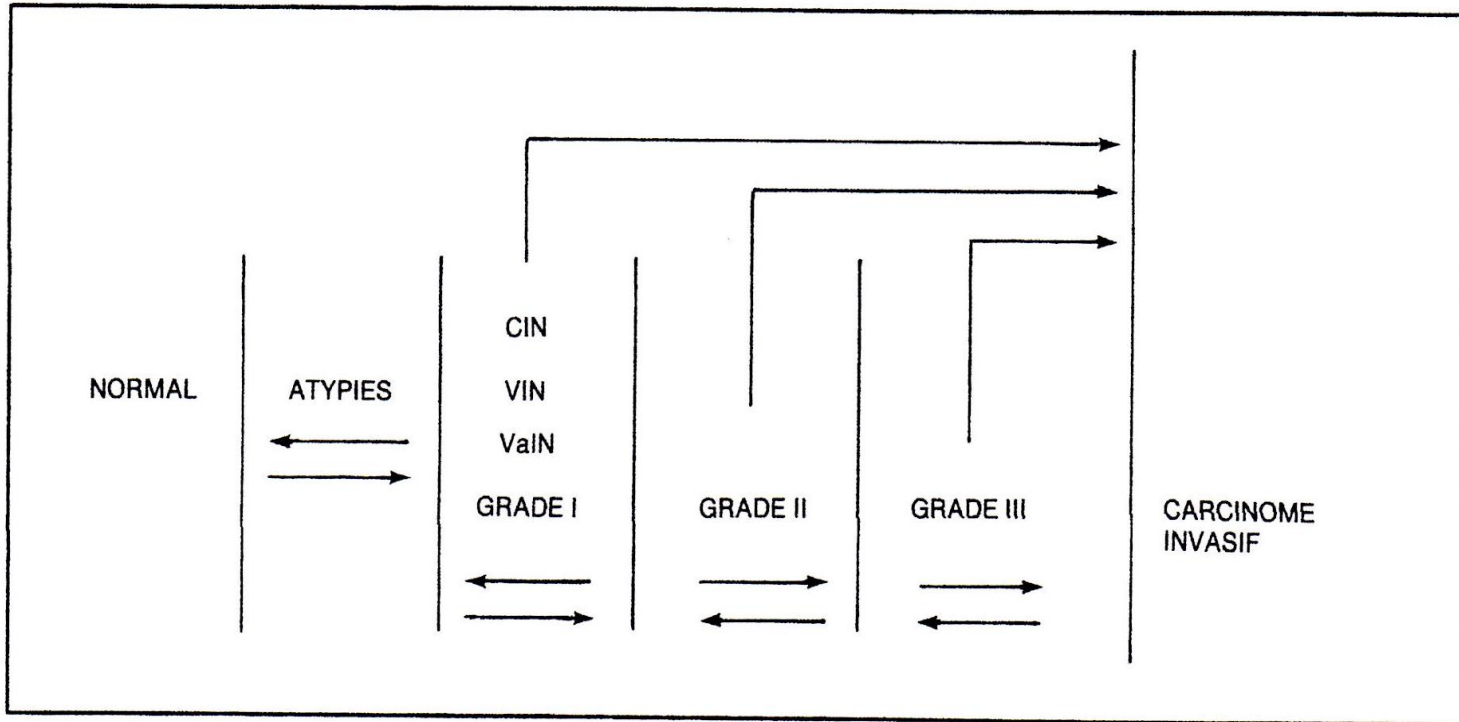 CIN
NORMAL
ATYPIES
VIN
VaIN
GRADE I
GRADE II
GRADE III
CARCINOME
INVASIF